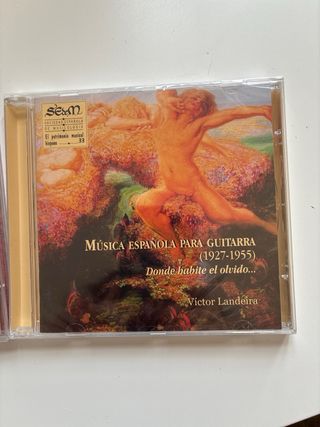 SEdeM
SOCIEDAD ESPAÑOLA
DE MUSICOLOGÍA
El patrimonio musical
hispano
MÚSICA ESPAÑOLA PARA GUITARRA
(1927-1955)
Donde habite el olvido...
Víctor Landeira